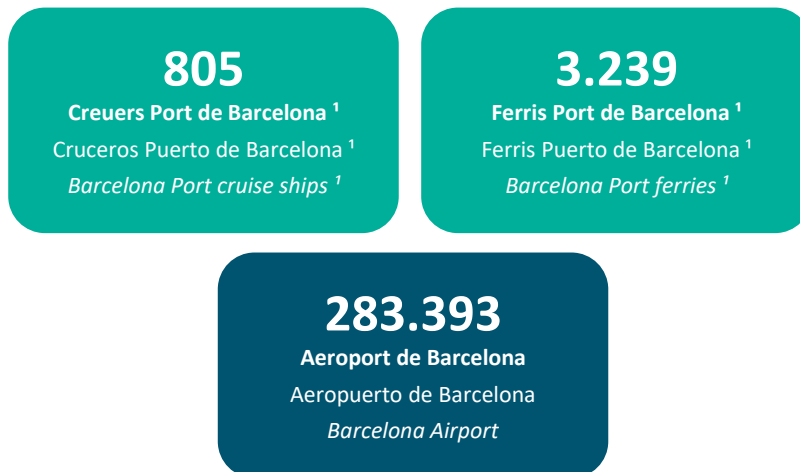 805
Creuers Port de Barcelona ¹
Cruceros Puerto de Barcelona ¹
Barcelona Port cruise ships ¹
3.239
Ferris Port de Barcelona ¹
Ferris Puerto de Barcelona ¹
Barcelona Port ferries ¹
283.393
Aeroport de Barcelona
Aeropuerto de Barcelona
Barcelona Airport